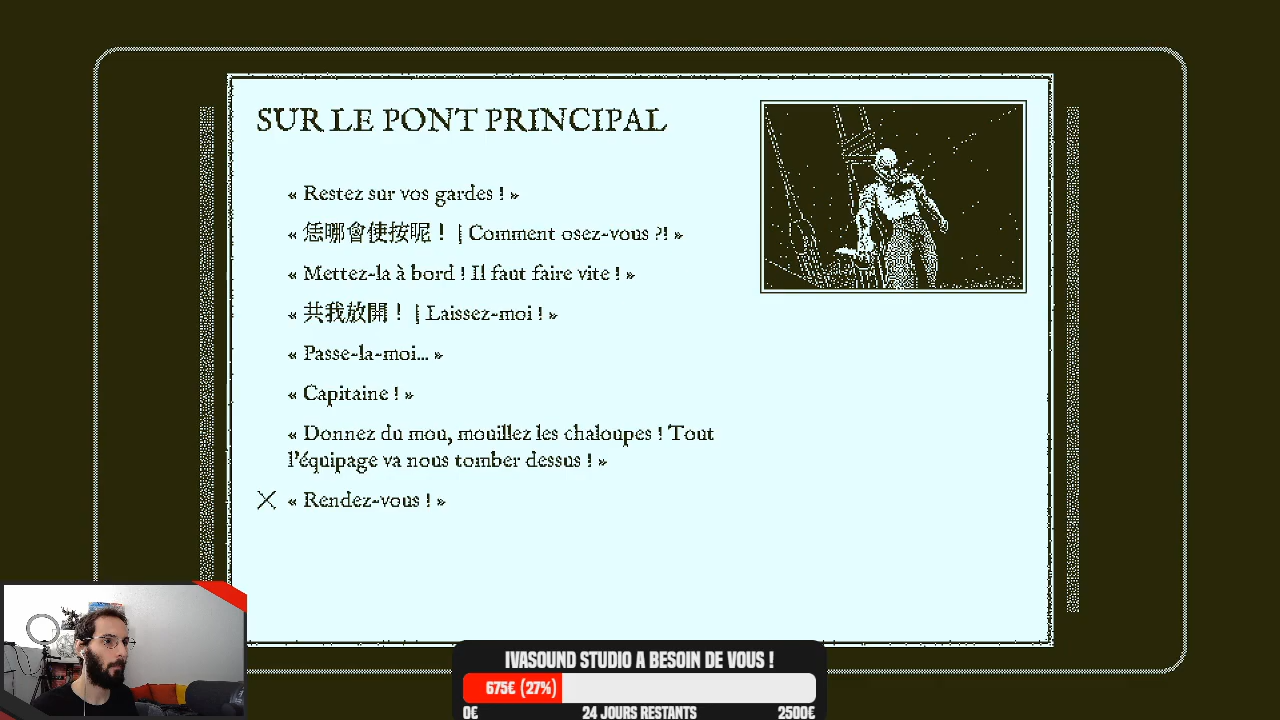 SUR LE PONT PRINCIPAL
« Restez sur vos gardes ! »
« 恁哪會使按呢！ | Comment osez-vous ?! »
« Mettez-la à bord ! Il faut faire vite ! »
« 共我放開！ | Laissez-moi ! »
« Passe-la-moi... »
« Capitaine ! »
« Donnez du mou, mouillez les chaloupes ! Tout
l'équipage va nous tomber dessus ! »
« Rendez-vous ! »
IVASOUND STUDIO A BESOIN DE VOUS !
675€ (27%)
0€ 24 JOURS RESTANTS 2500€